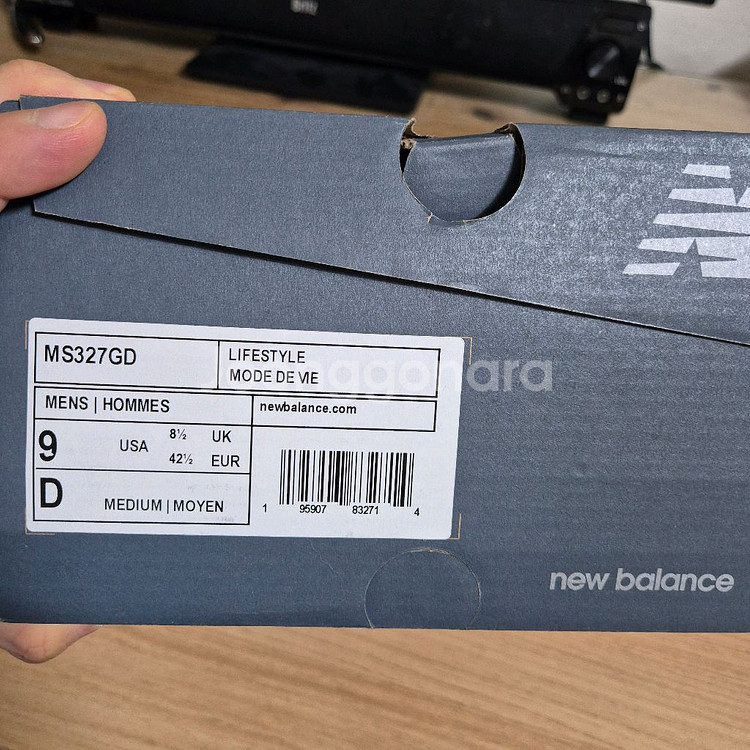 MS327GD
LIFESTYLE
MODE DE VIE
MENS | HOMMES
newbalance.com
9 USA 8½ UK
42½ EUR
D MEDIUM | MOYEN
1 95907 83271 4
new balance